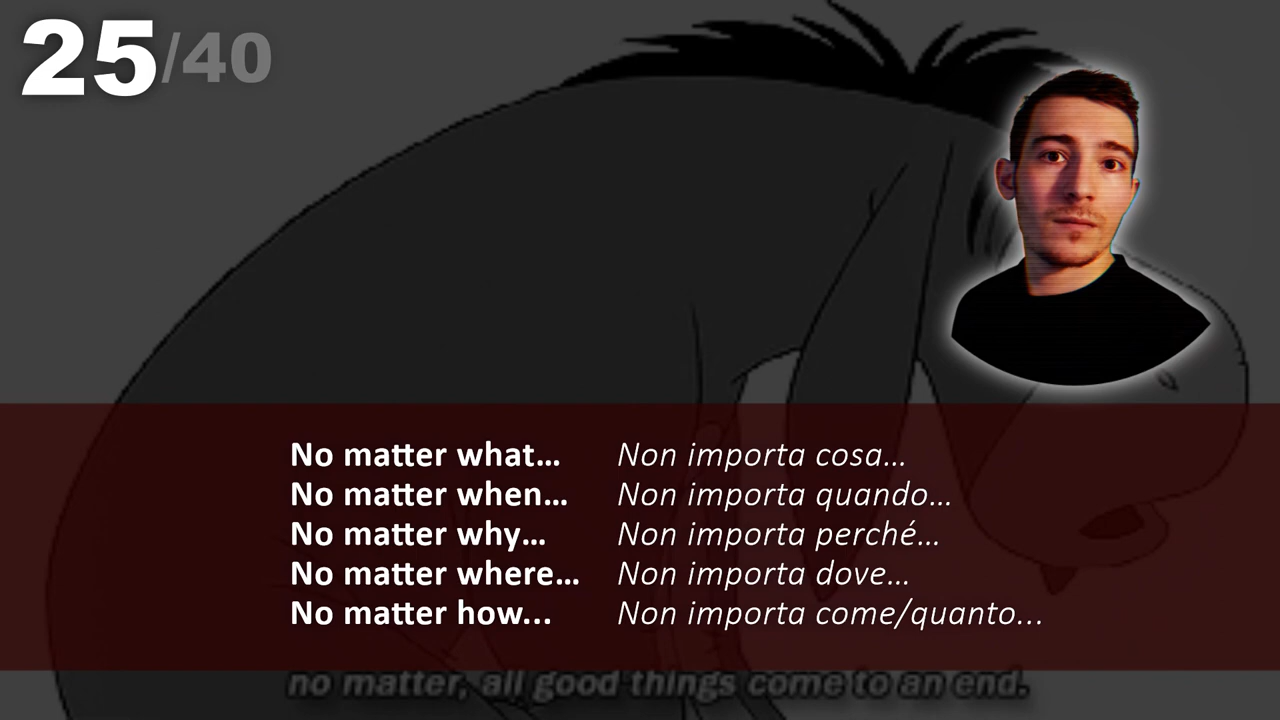 25/40
No matter what... Non importa cosa...
No matter when... Non importa quando...
No matter why... Non importa perché...
No matter where... Non importa dove...
No matter how... Non importa come/quanto...
no matter, all good things come to an end.